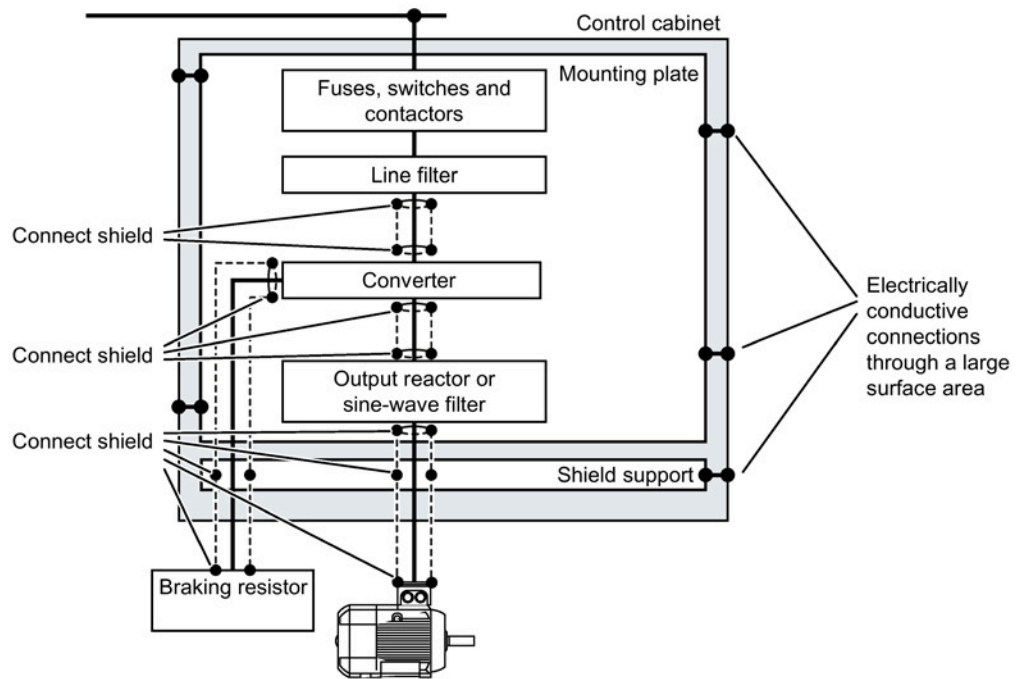 Control cabinet
Mounting plate
Fuses, switches and
contactors
Line filter
Connect shield
Converter
Electrically
conductive
connections
through a large
surface area
Connect shield
Output reactor or
sine-wave filter
Connect shield
Shield support
Braking resistor